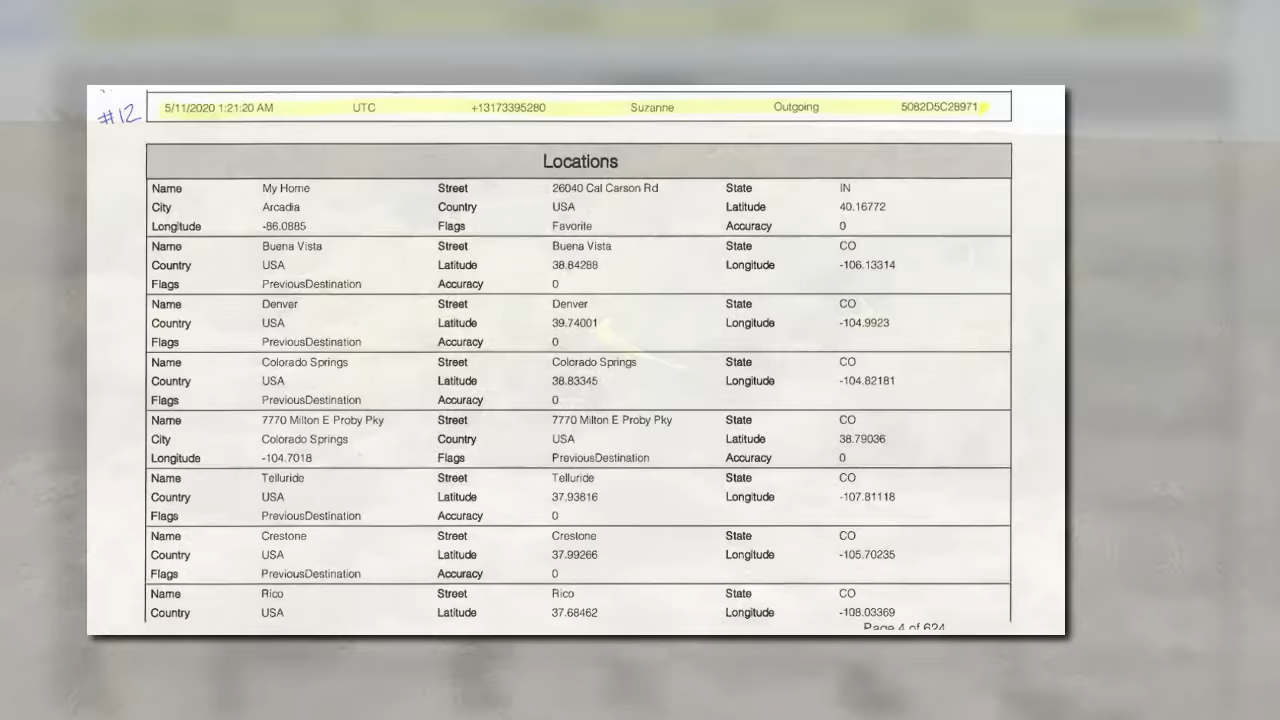 #12
5/11/2020 1:21:20 AM UTC +13173395280 Suzanne Outgoing 5082D5C28971
Locations
Name My Home Street 26040 Cal Carson Rd State IN
City Arcadia Country USA Latitude 40.16772
Longitude -86.0885 Flags Favorite Accuracy 0
Name Buena Vista Street Buena Vista State CO
Country USA Latitude 38.84288 Longitude -106.13314
Flags PreviousDestination Accuracy 0
Name Denver Street Denver State CO
Country USA Latitude 39.74001 Longitude -104.9923
Flags PreviousDestination Accuracy 0
Name Colorado Springs Street Colorado Springs State CO
Country USA Latitude 38.83345 Longitude -104.82181
Flags PreviousDestination Accuracy 0
Name 7770 Milton E Proby Pky Street 7770 Milton E Proby Pky State CO
City Colorado Springs Country USA Latitude 38.79036
Longitude -104.7018 Flags PreviousDestination Accuracy 0
Name Telluride Street Telluride State CO
Country USA Latitude 37.93816 Longitude -107.81118
Flags PreviousDestination Accuracy 0
Name Crestone Street Crestone State CO
Country USA Latitude 37.99266 Longitude -105.70235
Flags PreviousDestination Accuracy 0
Name Rico Street Rico State CO
Country USA Latitude 37.68462 Longitude -108.03369
Page 4 of 624